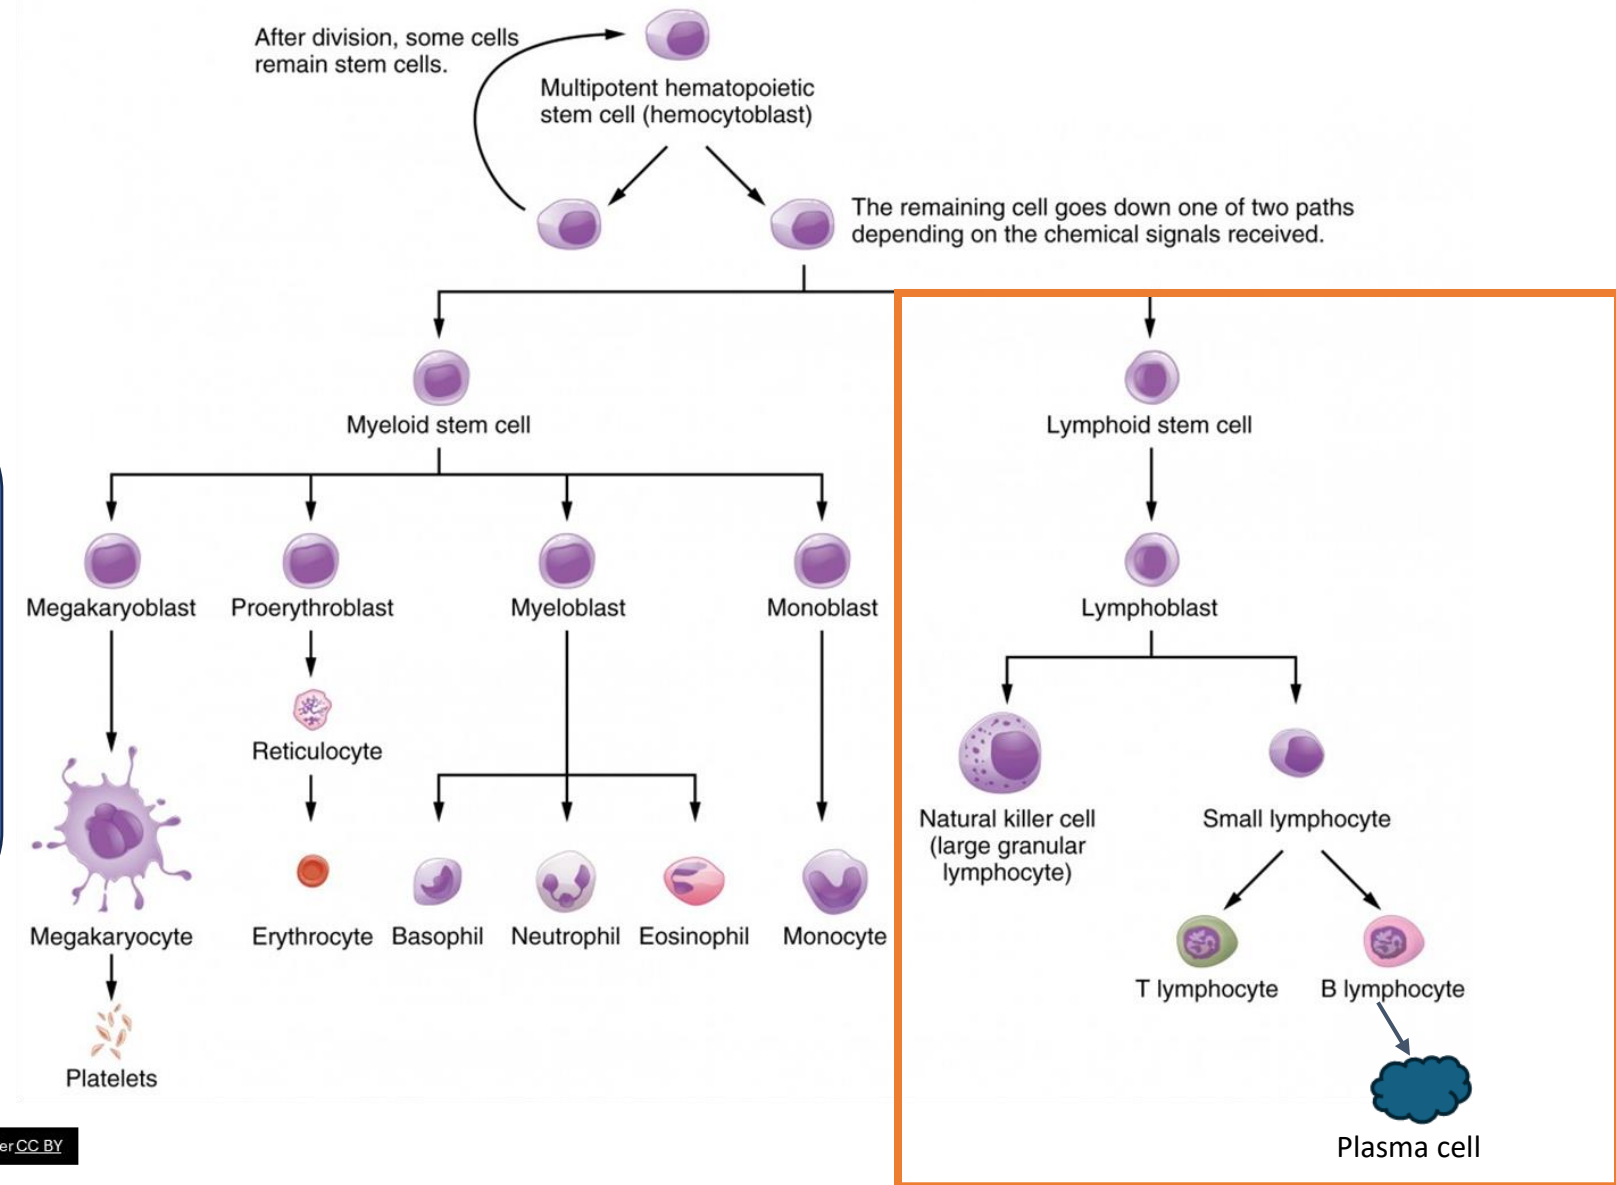 After division, some cells
remain stem cells.
Multipotent hematopoietic
stem cell (hemocytoblast)
The remaining cell goes down one of two paths
depending on the chemical signals received.
Myeloid stem cell
Lymphoid stem cell
Megakaryoblast
Proerythroblast
Myeloblast
Monoblast
Lymphoblast
Reticulocyte
Natural killer cell
(large granular
lymphocyte)
Small lymphocyte
Megakaryocyte
Erythrocyte
Basophil
Neutrophil
Eosinophil
Monocyte
T lymphocyte
B lymphocyte
Platelets
Plasma cell
CC BY